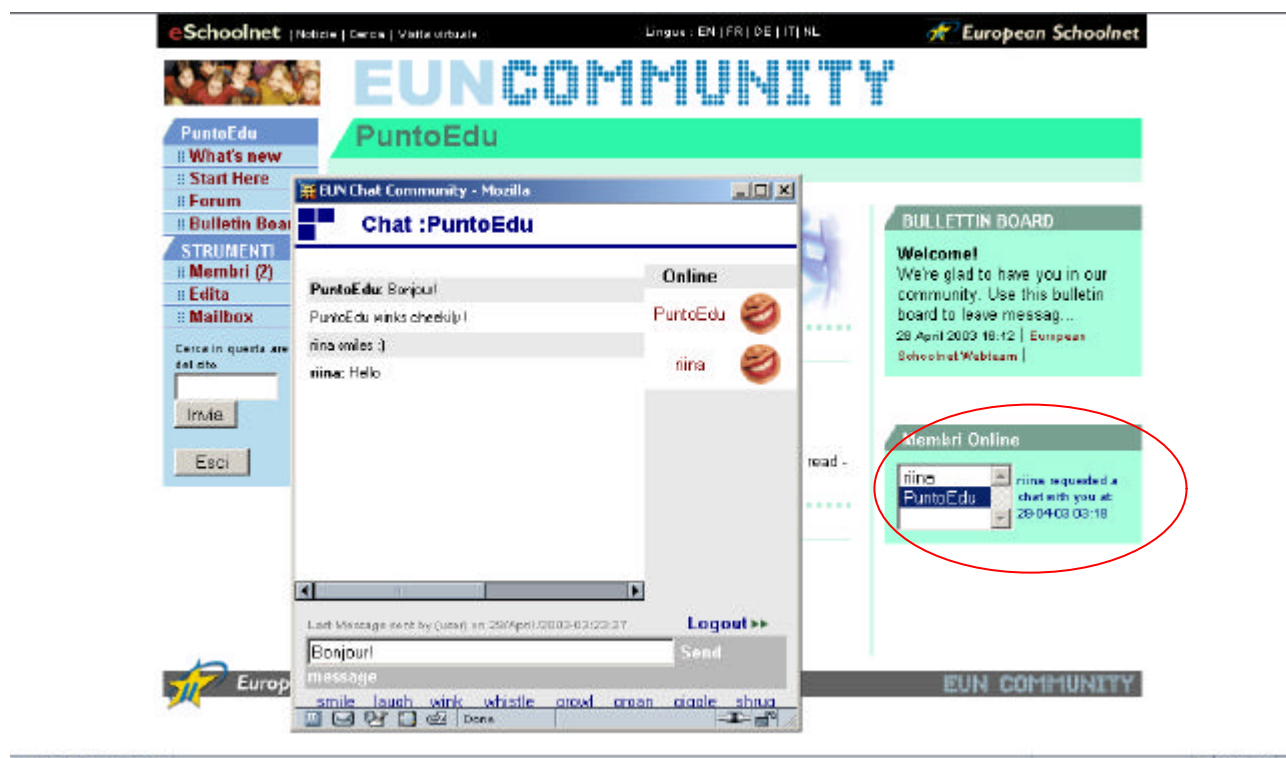 eSchoolnet | Notizie | Cerca | Visita virtuale
Lingue : EN | FR | DE | IT | NL
European Schoolnet
EUNCOMMUNITY
PuntoEdu
What's new
Start Here
Forum
Bulletin Boar
STRUMENTI
Membri (2)
Edita
Mailbox
Cerca in questa are
del sito
Invia
Esci
PuntoEdu
EUN Chat Community - Mozilla
Chat :PuntoEdu
PuntoEdu: Bonjour!
PuntoEdu winks cheekily!
riina smiles :)
riina: Hello
Online
PuntoEdu
riina
Last Message sent by (user) on 29/April/2003-03:23:27
Logout
Bonjour!
Send
message
smile laugh wink whistle growl groan giggle shrug
Done
BULLETTIN BOARD
Welcome!
We're glad to have you in our
community. Use this bulletin
board to leave messag...
28 April 2003 16:12 | European
Schoolnet Webteam |
Membri Online
riina
PuntoEdu
riina requested a
chat with you at:
29-04-03 03:18
read -
Europ
EUN COMMUNITY